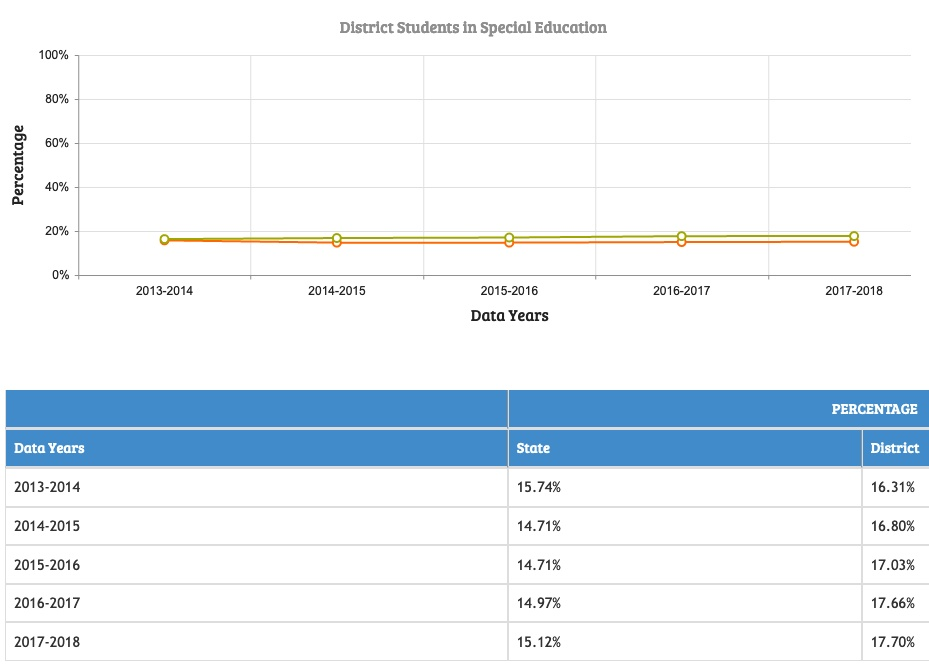 District Students in Special Education
100%
80%
60%
40%
20%
0%
Percentage
2013-2014 2014-2015 2015-2016 2016-2017 2017-2018
Data Years
PERCENTAGE
Data Years State District
2013-2014 15.74% 16.31%
2014-2015 14.71% 16.80%
2015-2016 14.71% 17.03%
2016-2017 14.97% 17.66%
2017-2018 15.12% 17.70%